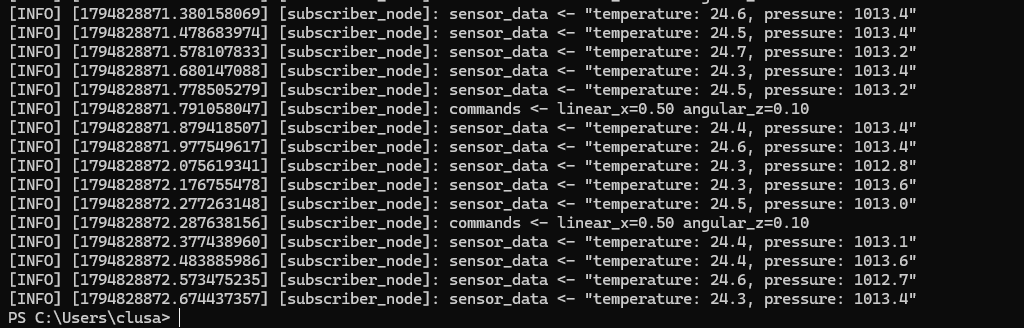 [INFO] [1794828871.380158069] [subscriber_node]: sensor_data <- "temperature: 24.6, pressure: 1013.4"
[INFO] [1794828871.478683974] [subscriber_node]: sensor_data <- "temperature: 24.5, pressure: 1013.4"
[INFO] [1794828871.578107833] [subscriber_node]: sensor_data <- "temperature: 24.7, pressure: 1013.2"
[INFO] [1794828871.680147088] [subscriber_node]: sensor_data <- "temperature: 24.3, pressure: 1013.4"
[INFO] [1794828871.778505279] [subscriber_node]: sensor_data <- "temperature: 24.5, pressure: 1013.2"
[INFO] [1794828871.791058047] [subscriber_node]: commands <- linear_x=0.50 angular_z=0.10
[INFO] [1794828871.879418507] [subscriber_node]: sensor_data <- "temperature: 24.4, pressure: 1013.4"
[INFO] [1794828871.977549617] [subscriber_node]: sensor_data <- "temperature: 24.6, pressure: 1013.4"
[INFO] [1794828872.075619341] [subscriber_node]: sensor_data <- "temperature: 24.3, pressure: 1012.8"
[INFO] [1794828872.176755478] [subscriber_node]: sensor_data <- "temperature: 24.3, pressure: 1013.6"
[INFO] [1794828872.277263148] [subscriber_node]: sensor_data <- "temperature: 24.5, pressure: 1013.0"
[INFO] [1794828872.287638156] [subscriber_node]: commands <- linear_x=0.50 angular_z=0.10
[INFO] [1794828872.377438960] [subscriber_node]: sensor_data <- "temperature: 24.4, pressure: 1013.1"
[INFO] [1794828872.483885986] [subscriber_node]: sensor_data <- "temperature: 24.4, pressure: 1013.6"
[INFO] [1794828872.573475235] [subscriber_node]: sensor_data <- "temperature: 24.6, pressure: 1012.7"
[INFO] [1794828872.674437357] [subscriber_node]: sensor_data <- "temperature: 24.3, pressure: 1013.4"
PS C:\Users\clusa>